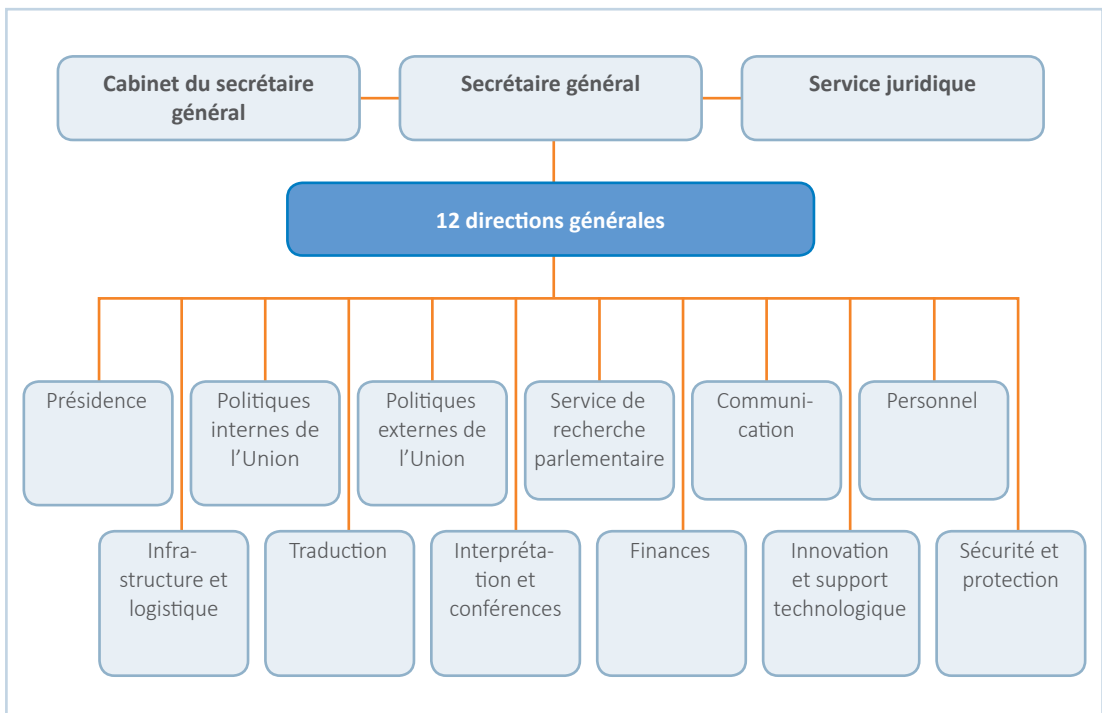 Cabinet du secrétaire
général
Secrétaire général
Service juridique
12 directions générales
Présidence
Politiques
internes de
l'Union
Politiques
externes de
l'Union
Service de
recherche
parlementaire
Communi-
cation
Personnel
Infra-
structure et
logistique
Traduction
Interpréta-
tion et
conférences
Finances
Innovation
et support
technologique
Sécurité et
protection